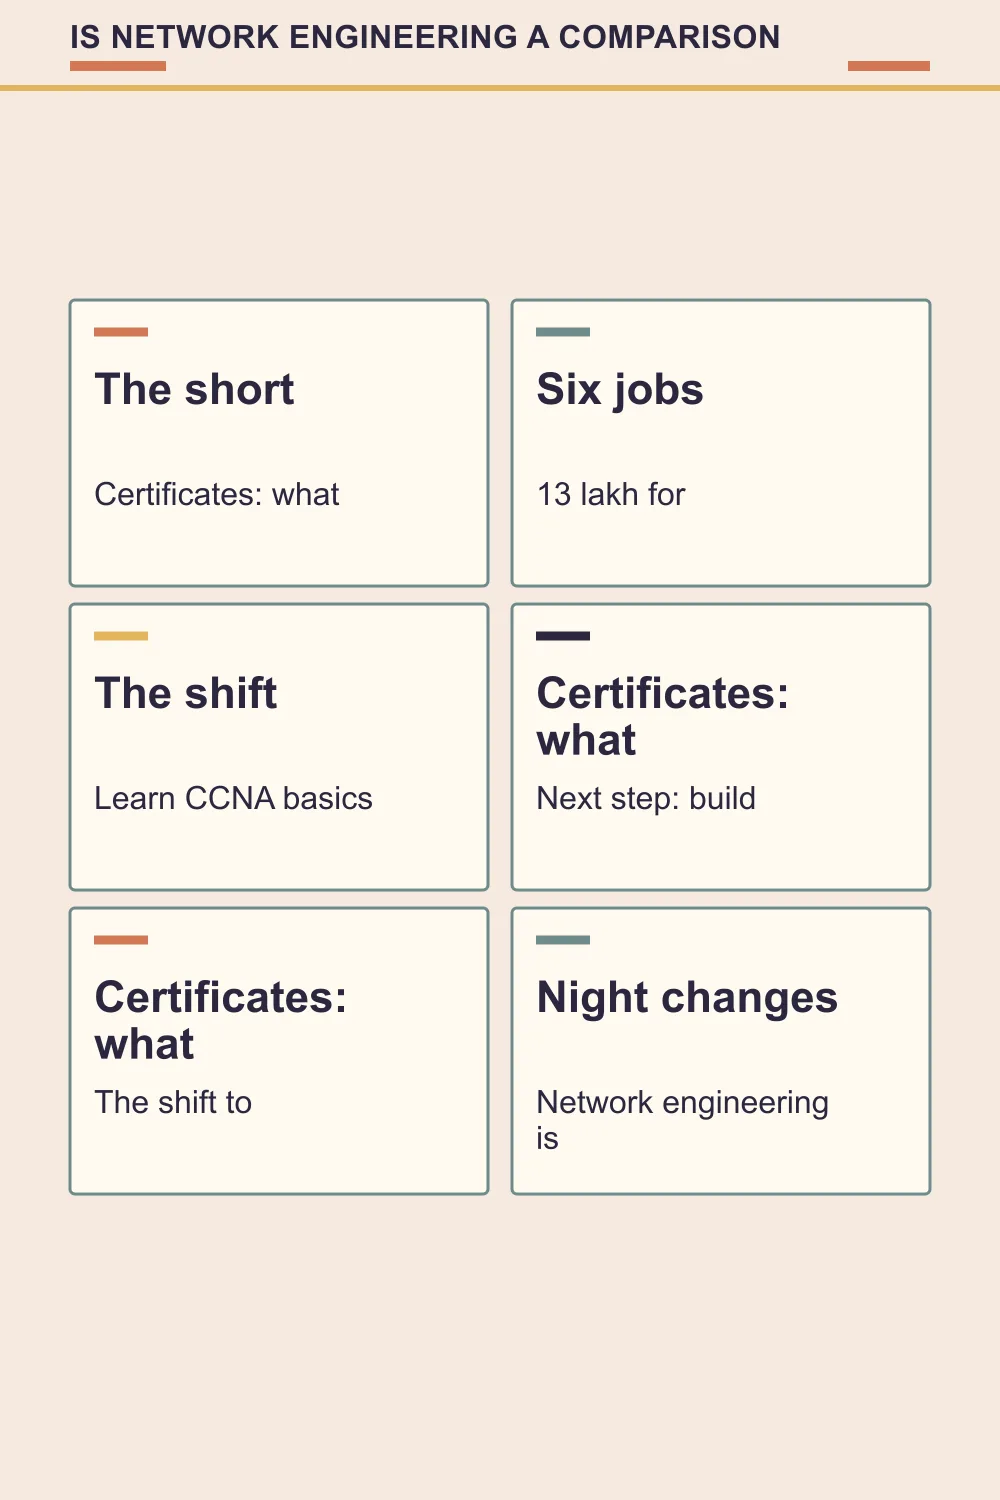 IS NETWORK ENGINEERING A COMPARISON
The short
Certificates: what
Six jobs
13 lakh for
The shift
Learn CCNA basics
Certificates:
what
Next step: build
Certificates:
what
The shift to
Night changes
Network engineering
is